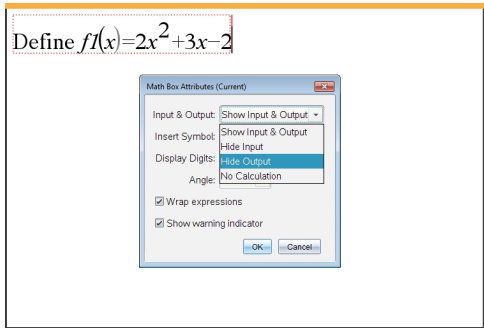 Define f1(x)=2x²+3x−2
Math Box Attributes (Current)
Input & Output: Show Input & Output
Show Input & Output
Insert Symbol:
Hide Input
Display Digits:
Hide Output
Angle:
No Calculation
Wrap expressions
Show warning indicator
OK Cancel